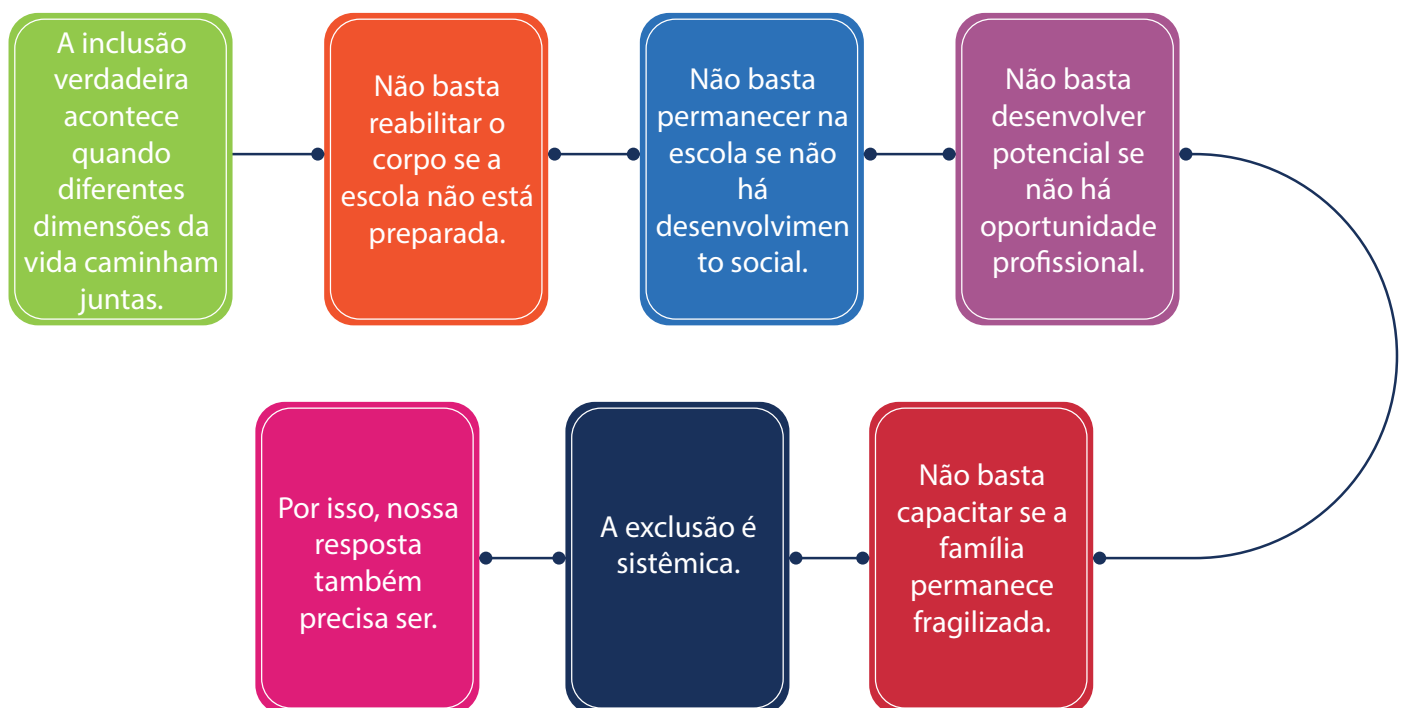 A inclusão
verdadeira
acontece
quando
diferentes
dimensões da
vida caminham
juntas.
Não basta
reabilitar o
corpo se a
escola não está
preparada.
Não basta
permanecer na
escola se não
há
desenvolvimen
to social.
Não basta
desenvolver
potencial se
não há
oportunidade
profissional.
Não basta
capacitar se a
família
permanece
fragilizada.
A exclusão é
sistêmica.
Por isso, nossa
resposta
também
precisa ser.